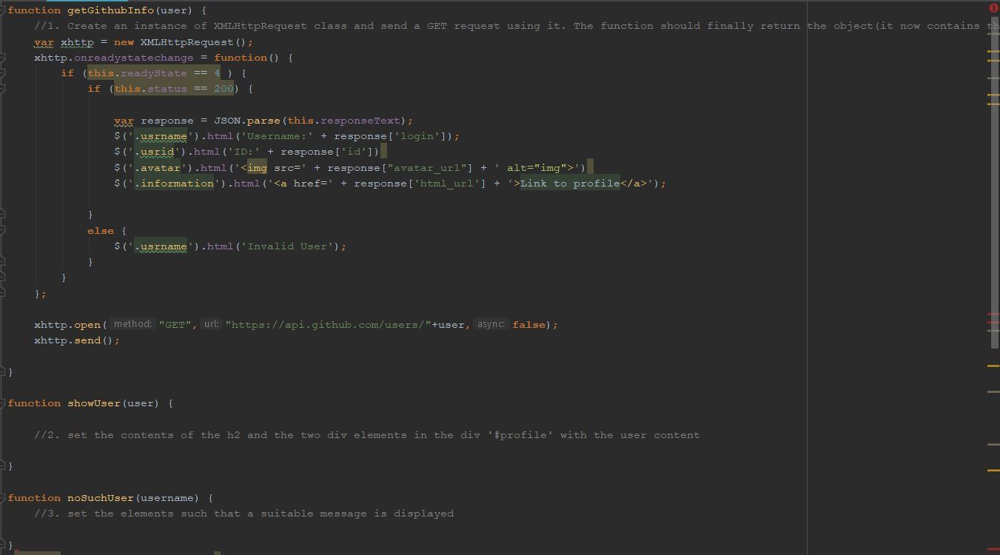 function getGithubInfo(user) {
//1. Create an instance of XMLHttpRequest class and send a GET request using it. The function should finally return the object(it now contains
var xhttp = new XMLHttpRequest();
xhttp.onreadystatechange = function() {
if (this.readyState == 4 ) {
if (this.status == 200) {
var response = JSON.parse(this.responseText);
$('.usrname').html('Username:' + response['login']);
$('.usrid').html('ID:' + response['id'])
$('.avatar').html('<img src=' + response["avatar_url"] + ' alt="img">')
$('.information').html('<a href=' + response['html_url'] + '>Link to profile</a>');
}
else {
$('.usrname').html('Invalid User');
}
}
};
xhttp.open( method: "GET", url: "https://api.github.com/users/"+user, async: false);
xhttp.send();
}
function showUser(user) {
//2. set the contents of the h2 and the two div elements in the div '#profile' with the user content
}
function noSuchUser(username) {
//3. set the elements such that a suitable message is displayed
}